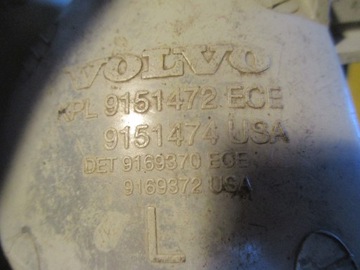 VOLVO
KPL 9151472 ECE
9151474 USA
DET 9169370 ECE
9169372 USA
L